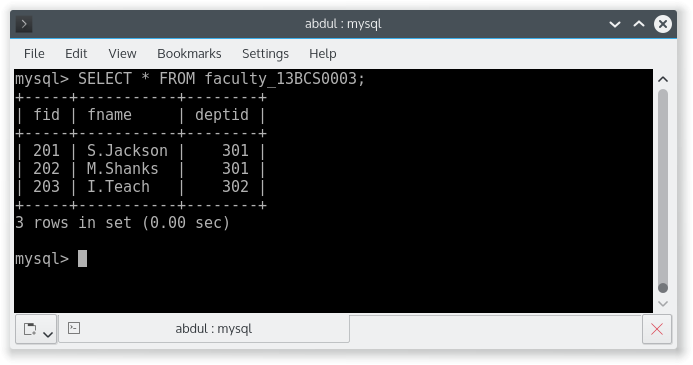 abdul : mysql
File Edit View Bookmarks Settings Help
mysql> SELECT * FROM faculty_13BCS0003;
+-----+-----------+--------+
| fid | fname     | deptid |
+-----+-----------+--------+
| 201 | S.Jackson |    301 |
| 202 | M.Shanks  |    301 |
| 203 | I.Teach   |    302 |
+-----+-----------+--------+
3 rows in set (0.00 sec)
mysql>
abdul : mysql